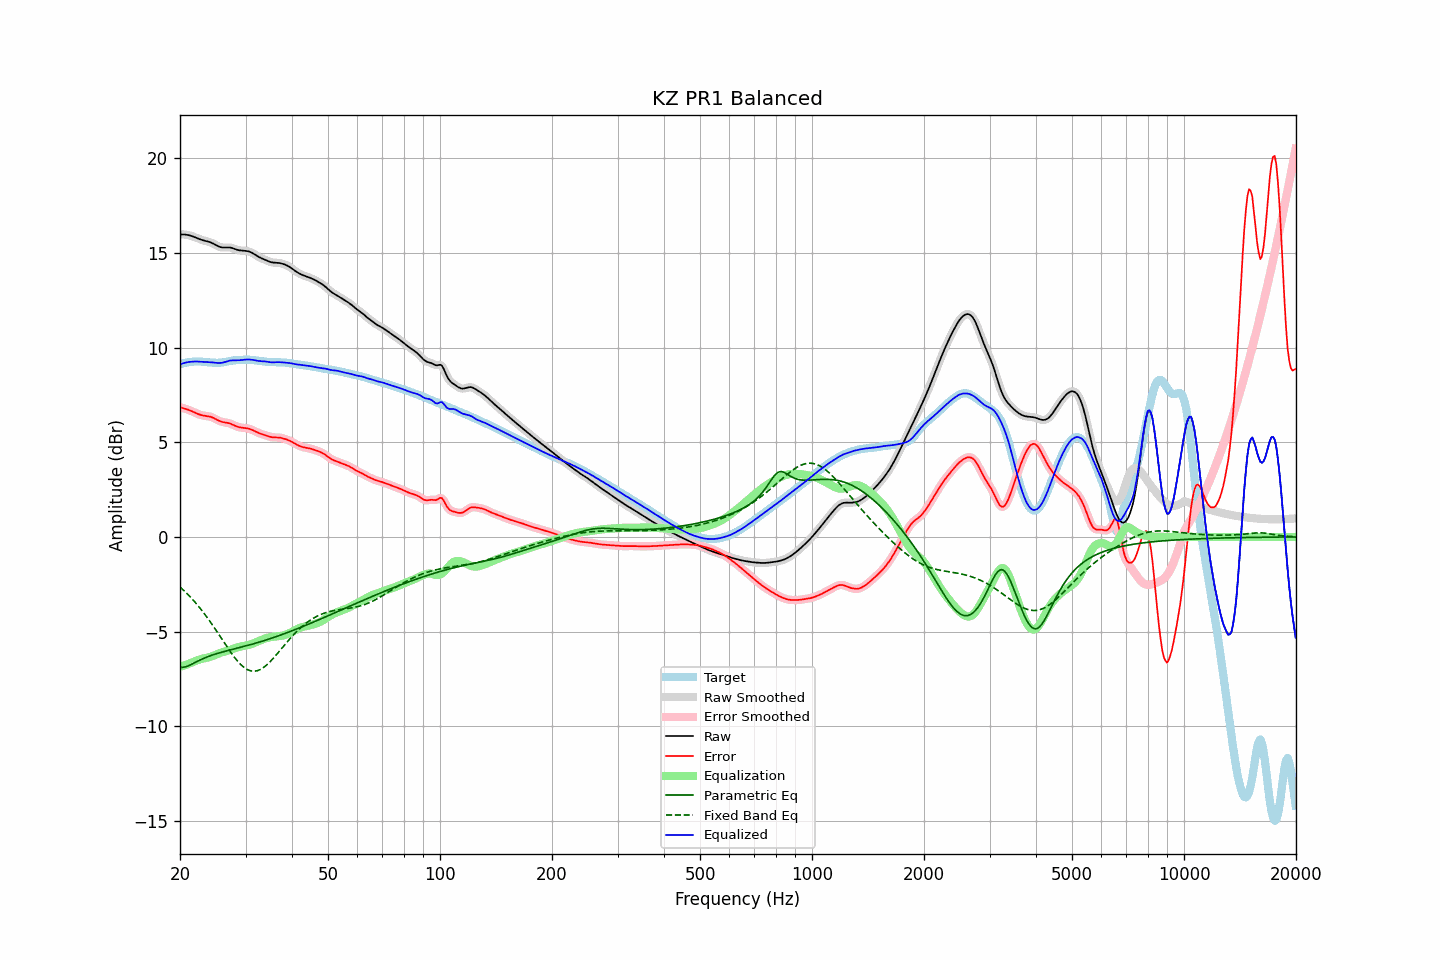 KZ PR1 Balanced
Amplitude (dBr)
20
15
10
5
0
−5
−10
−15
20
50
100
200
500
1000
2000
5000
10000
20000
Frequency (Hz)
Target
Raw Smoothed
Error Smoothed
Raw
Error
Equalization
Parametric Eq
Fixed Band Eq
Equalized